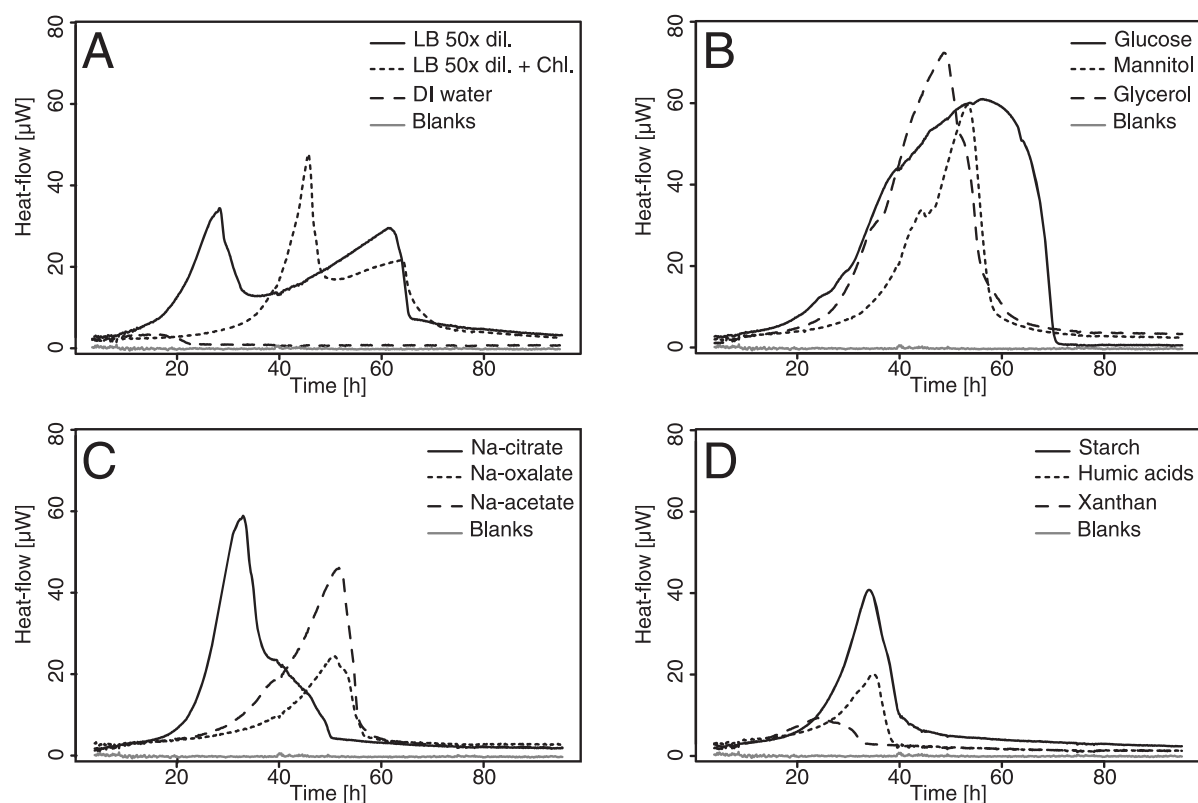 A
LB 50x dil.
LB 50x dil. + Chl.
DI water
Blanks
Heat-flow [µW]
0 20 40 60 80
20 40 60 80
Time [h]
B
Glucose
Mannitol
Glycerol
Blanks
Heat-flow [µW]
0 20 40 60 80
20 40 60 80
Time [h]
C
Na-citrate
Na-oxalate
Na-acetate
Blanks
Heat-flow [µW]
0 20 40 60 80
20 40 60 80
Time [h]
D
Starch
Humic acids
Xanthan
Blanks
Heat-flow [µW]
0 20 40 60 80
20 40 60 80
Time [h]